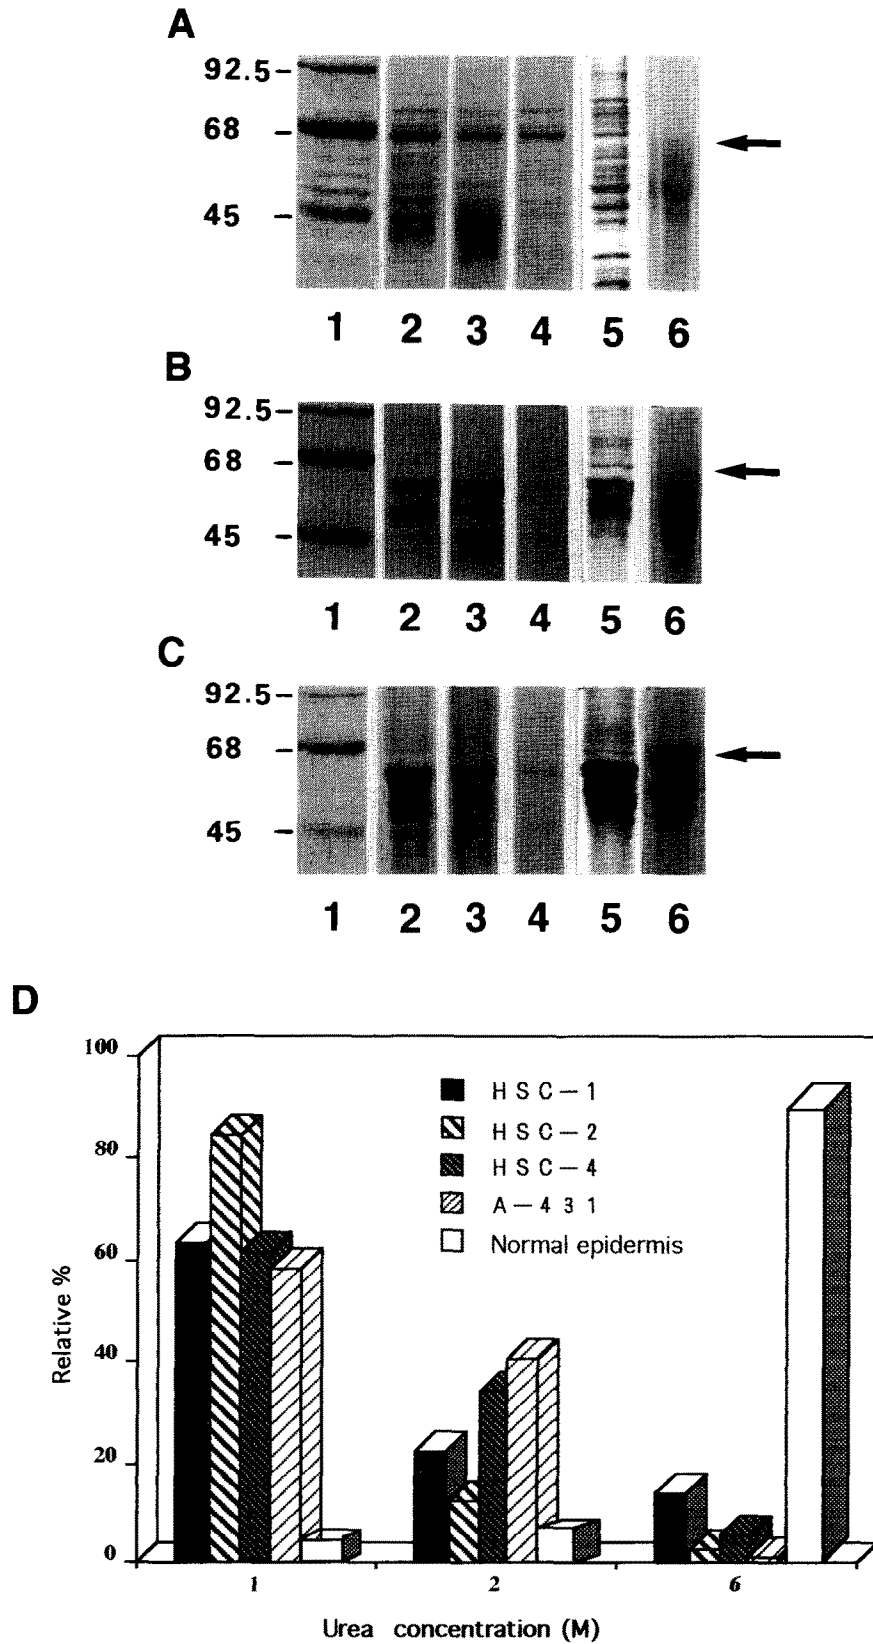 A
92.5
68
45
1 2 3 4 5 6
B
92.5
68
45
1 2 3 4 5 6
C
92.5
68
45
1 2 3 4 5 6
D
100
80
60
40
20
0
Relative %
HSC-1
HSC-2
HSC-4
A-431
Normal epidermis
1 2 6
Urea concentration (M)